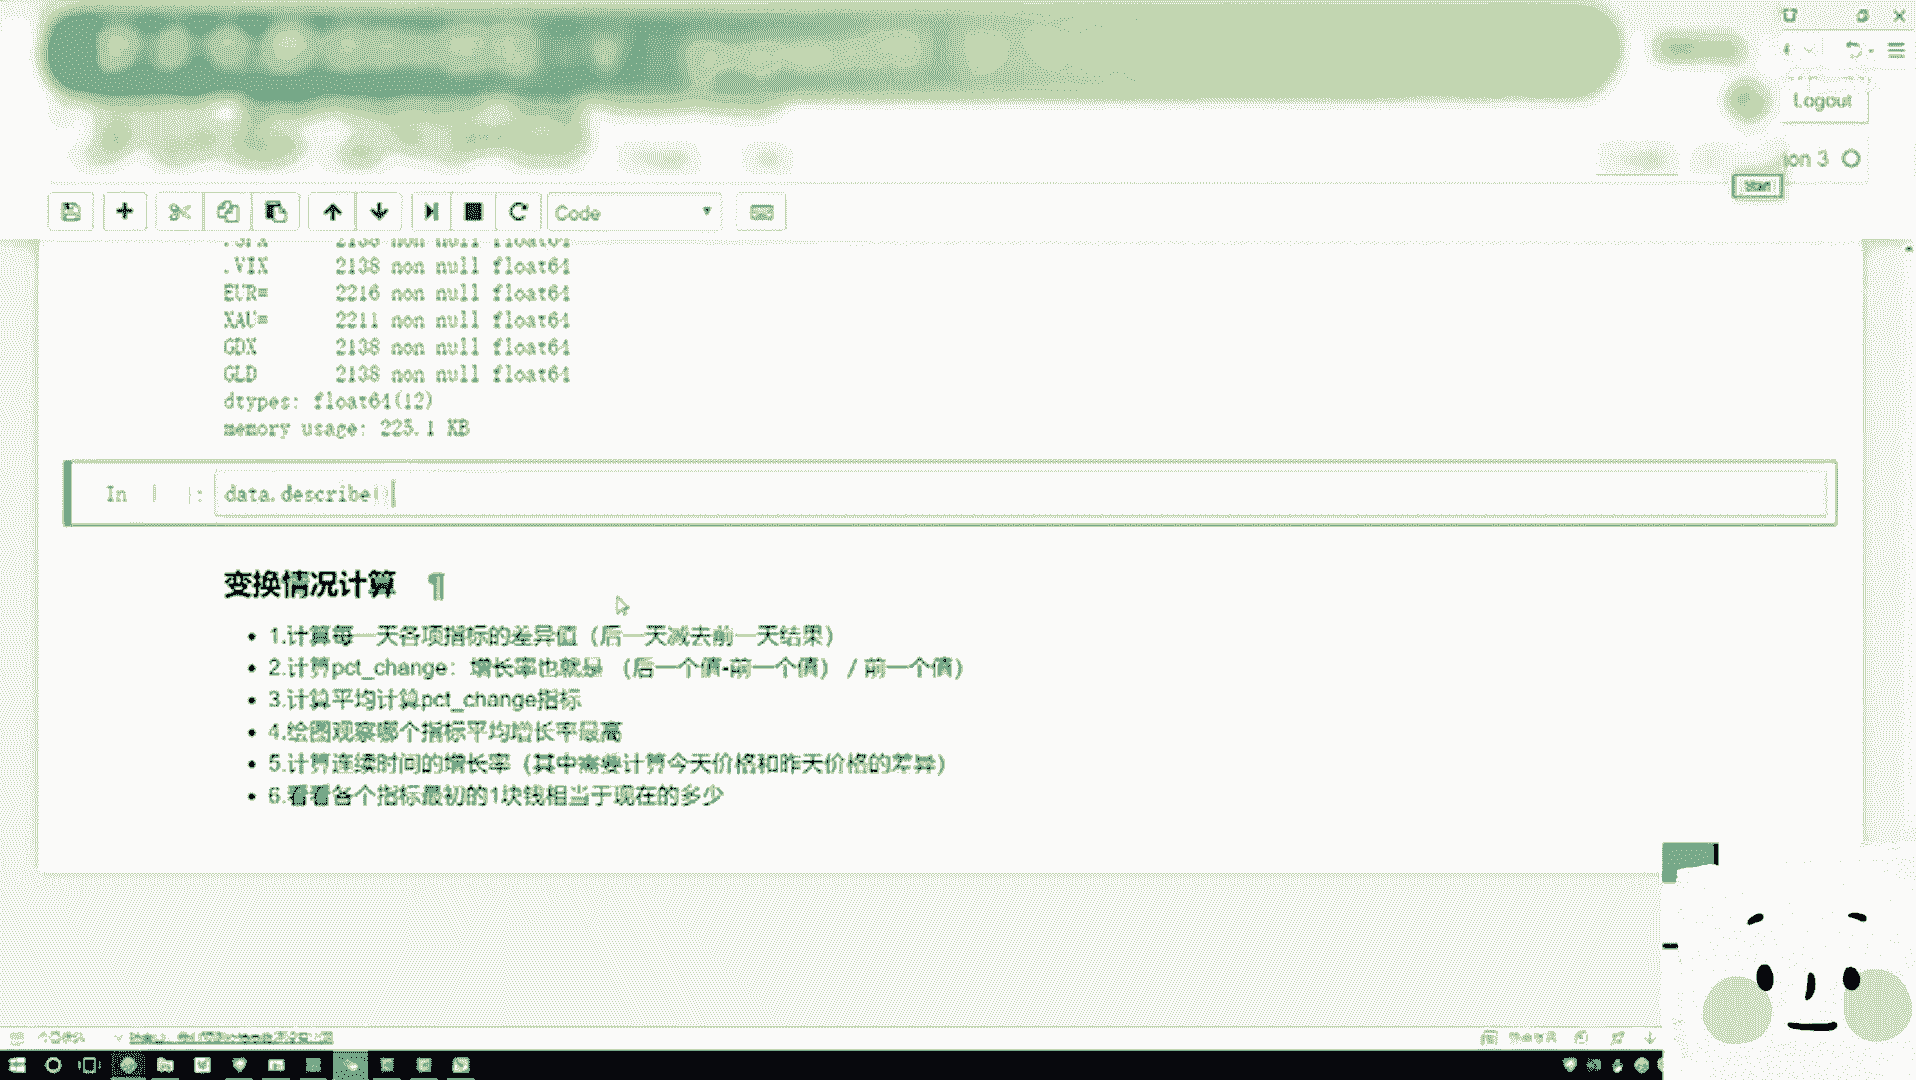 Logout
on 3
Start
Code
.SPX 2138 non null float64
.VIX 2138 non null float64
EUR= 2216 non null float64
XAU= 2211 non null float64
GDX 2138 non null float64
GLD 2138 non null float64
dtypes: float64(12)
memory usage: 225.1 KB
In [ ]: data.describe()
变换情况计算 ¶
1.计算每一天各项指标的差异值（后一天减去前一天结果）
2.计算pct_change：增长率也就是 （后一个值-前一个值）/ 前一个值）
3.计算平均计算pct_change指标
4.绘图观察哪个指标平均增长率最高
5.计算连续时间的增长率（其中需要计算今天价格和昨天价格的差异）
6.看看各个指标最初的1块钱相当于现在的多少